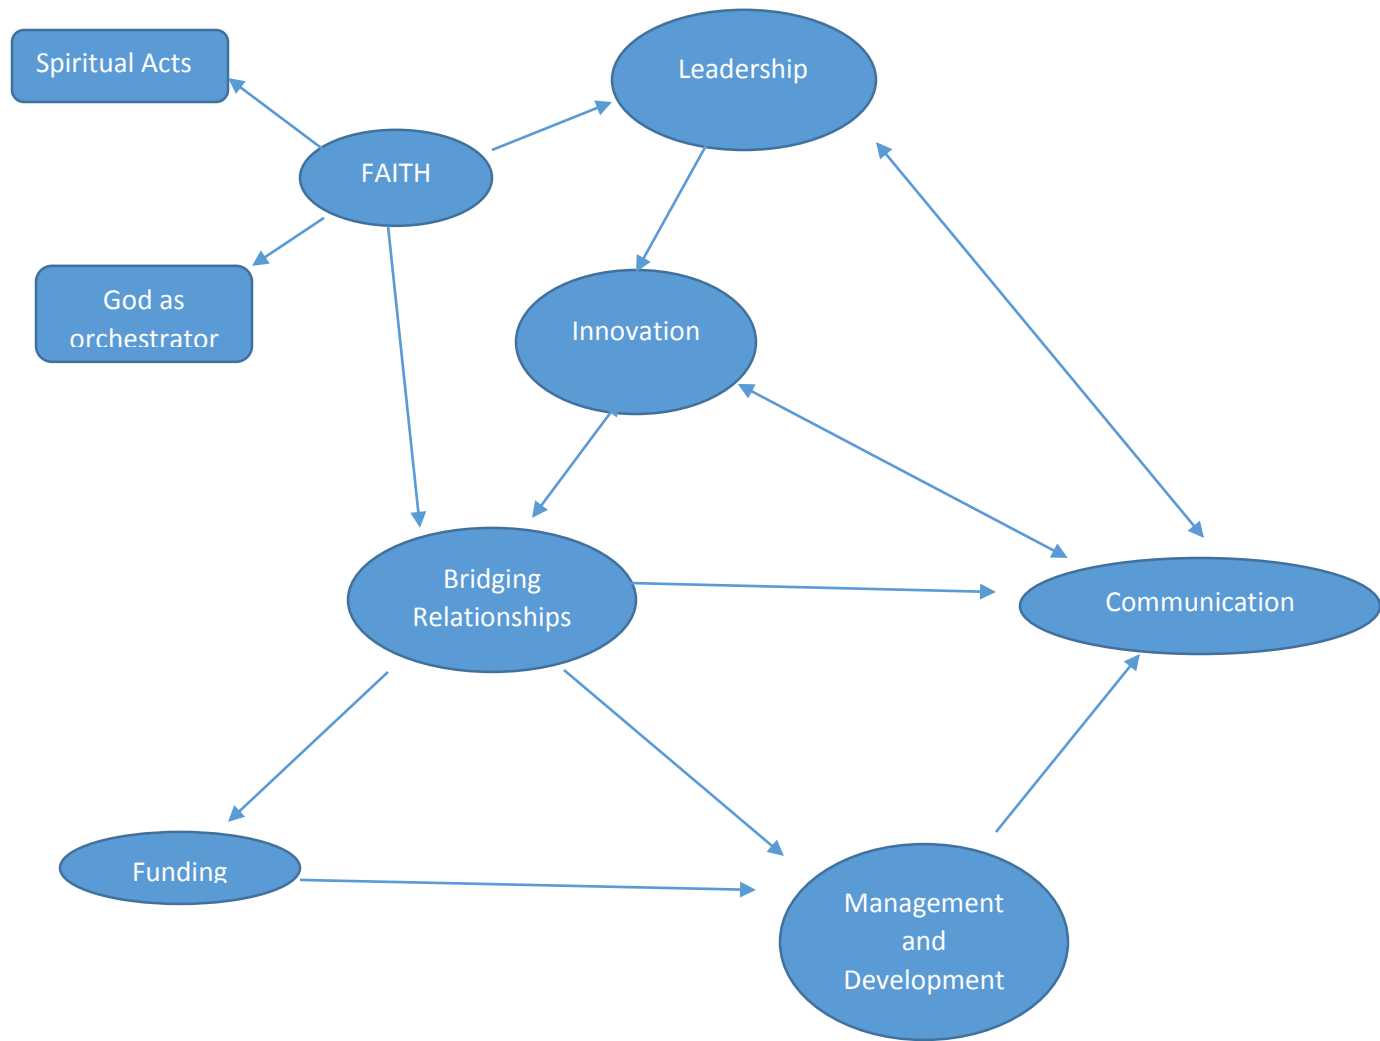 Spiritual Acts
Leadership
FAITH
God as
orchestrator
Innovation
Bridging
Relationships
Communication
Funding
Management
and
Development